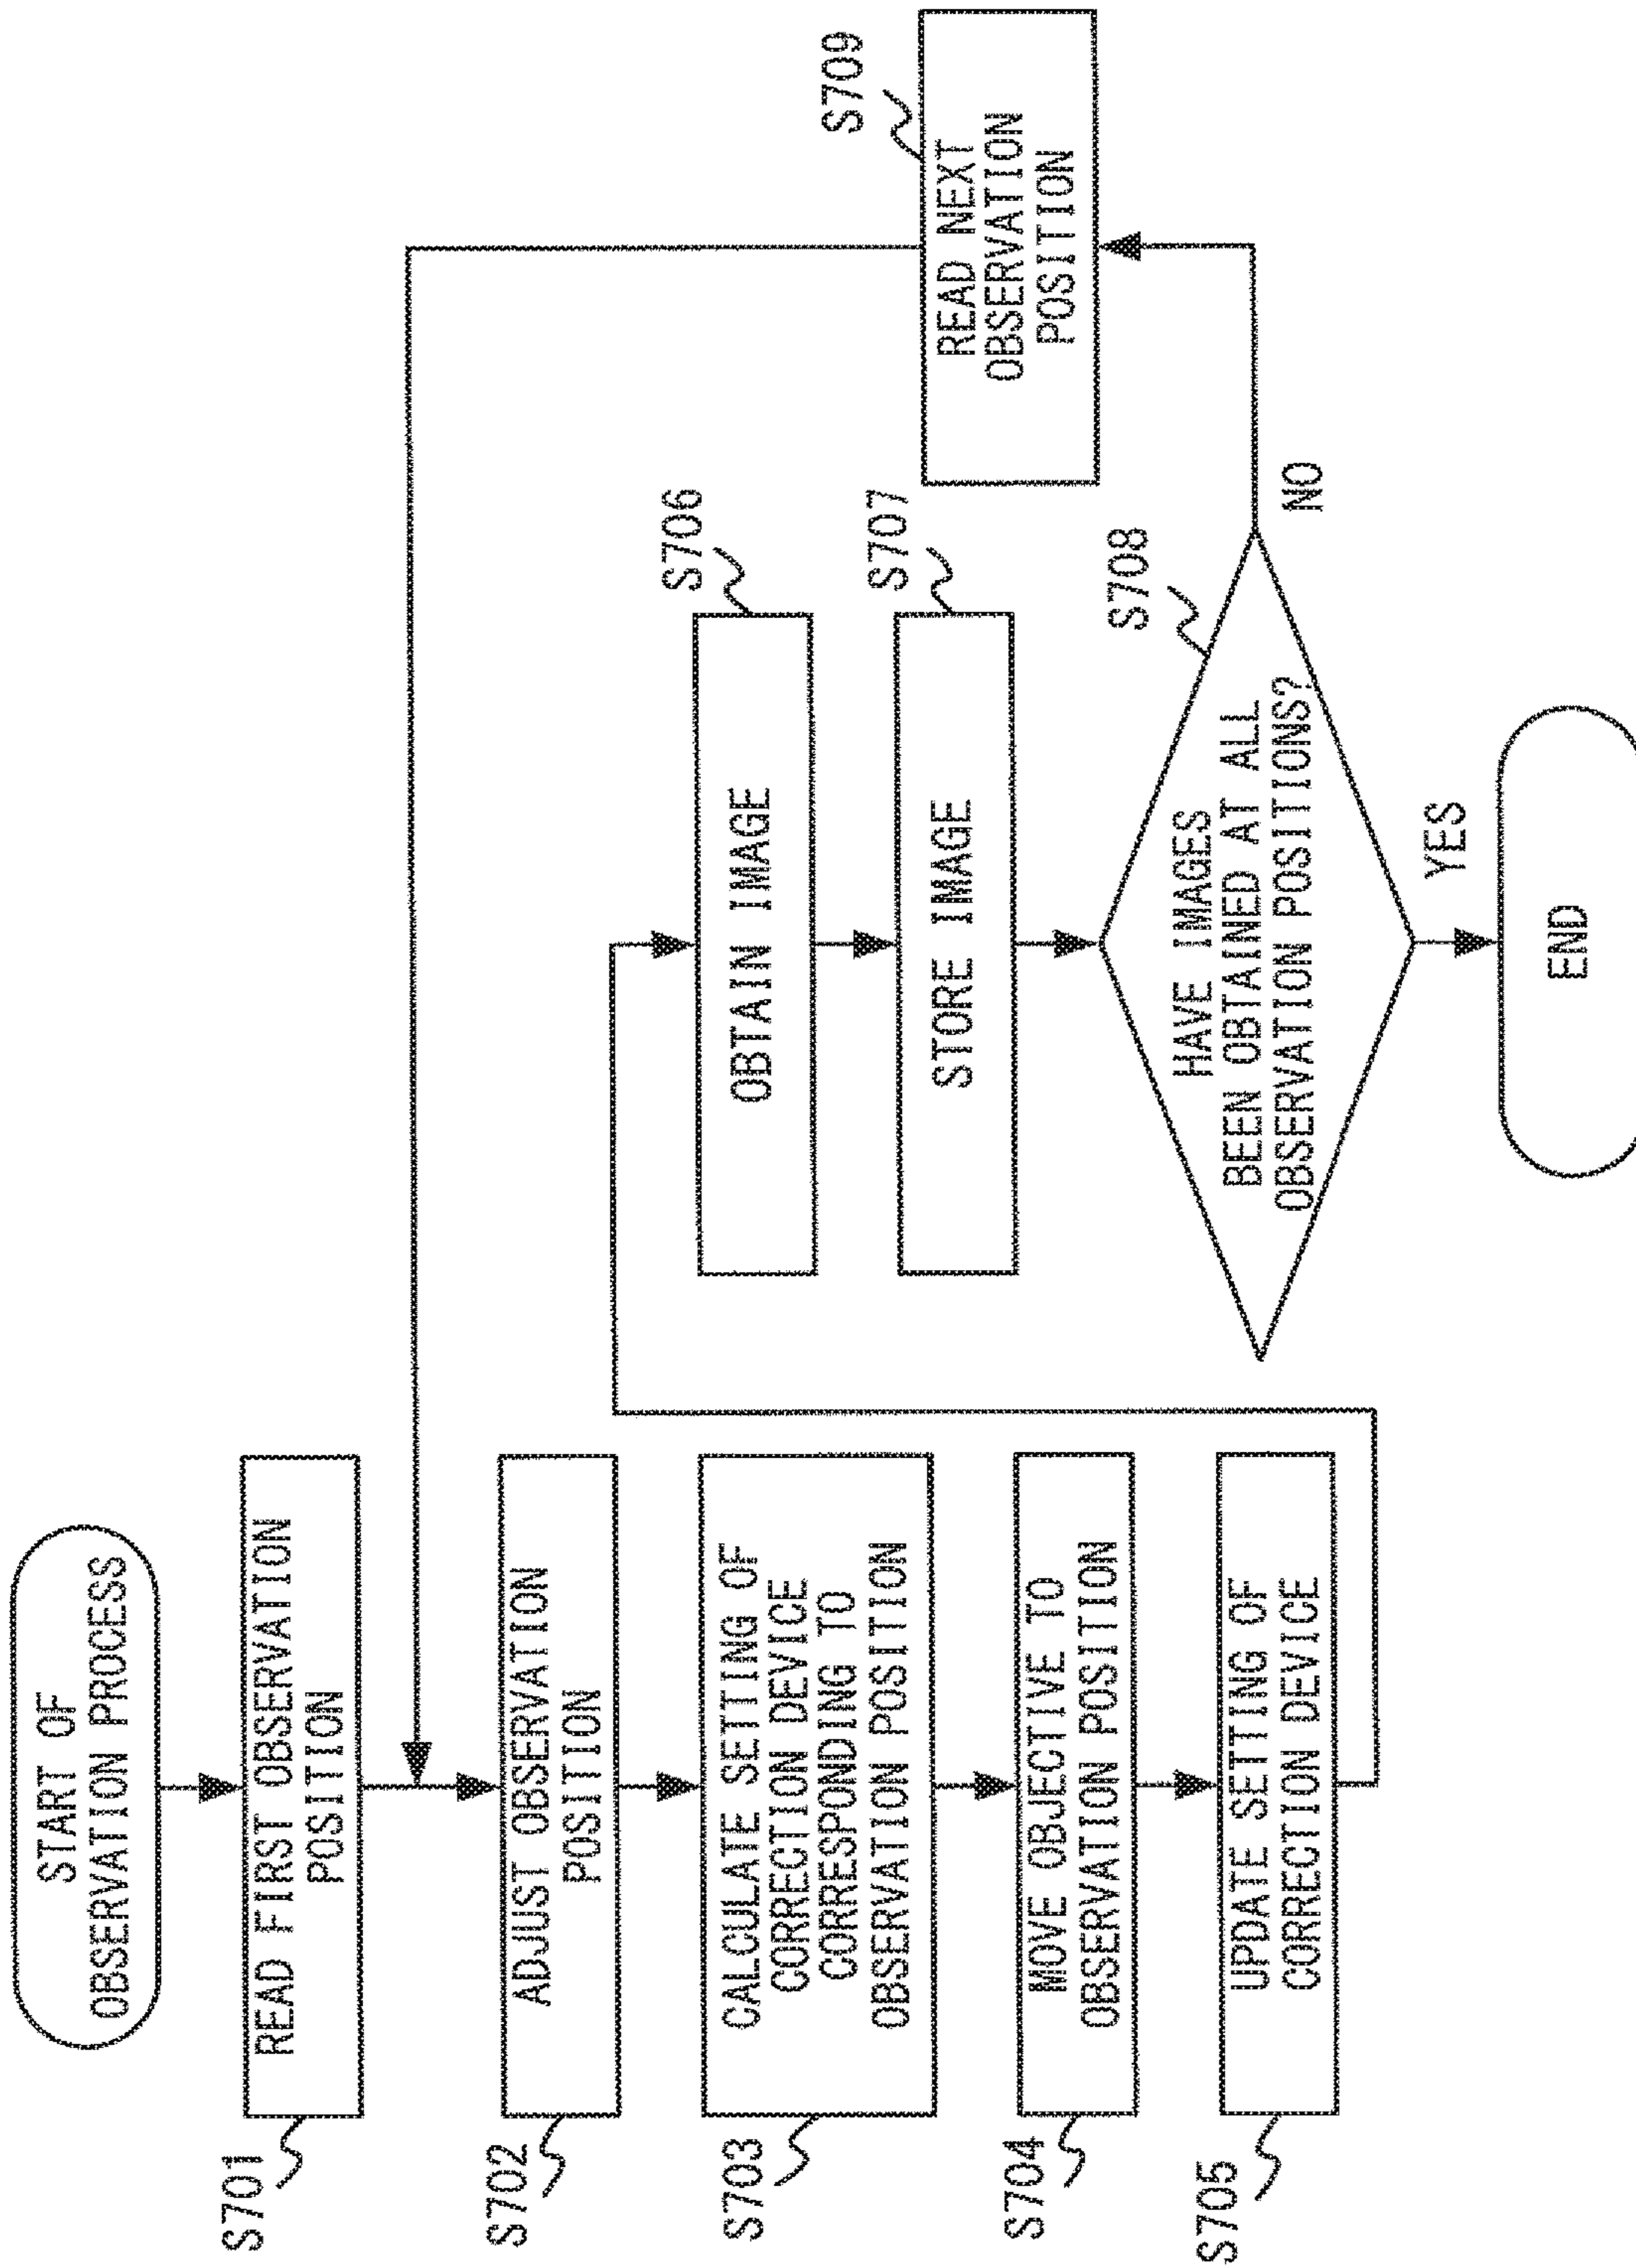 START OF
OBSERVATION PROCESS
S701
READ FIRST OBSERVATION
POSITION
S702
ADJUST OBSERVATION
POSITION
S703
CALCULATE SETTING OF
CORRECTION DEVICE
CORRESPONDING TO
OBSERVATION POSITION
S704
MOVE OBJECTIVE TO
OBSERVATION POSITION
S705
UPDATE SETTING OF
CORRECTION DEVICE
S706
OBTAIN IMAGE
S707
STORE IMAGE
S708
HAVE IMAGES
BEEN OBTAINED AT ALL
OBSERVATION POSITIONS?
NO
YES
S709
READ NEXT
OBSERVATION
POSITION
END